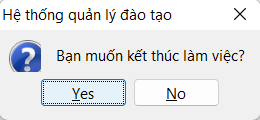 Hệ thống quản lý đào tạo
Bạn muốn kết thúc làm việc?
Yes
No